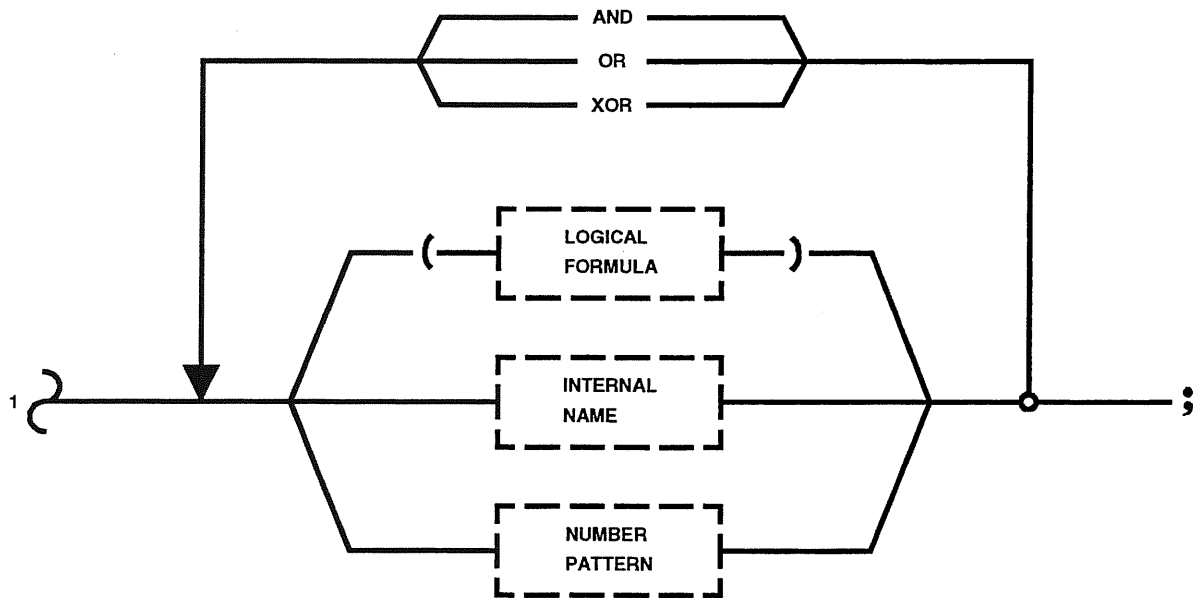 AND
OR
XOR
( LOGICAL FORMULA )
1 INTERNAL NAME ;
NUMBER PATTERN